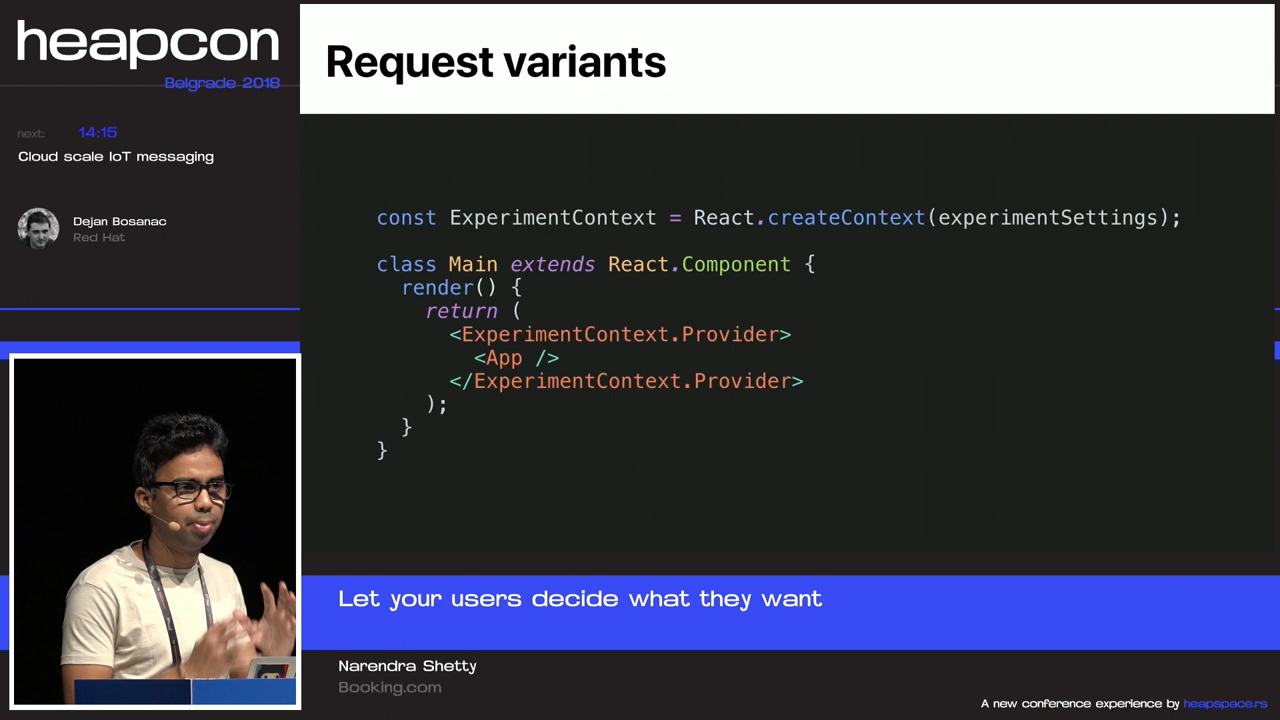 heapcon
Belgrade 2018
next: 14:15
Cloud scale IoT messaging
Dejan Bosanac
Red Hat
Request variants
const ExperimentContext = React.createContext(experimentSettings);
class Main extends React.Component {
render() {
return (
<ExperimentContext.Provider>
<App />
</ExperimentContext.Provider>
);
}
}
Let your users decide what they want
Narendra Shetty
Booking.com
A new conference experience by heapspace.rs